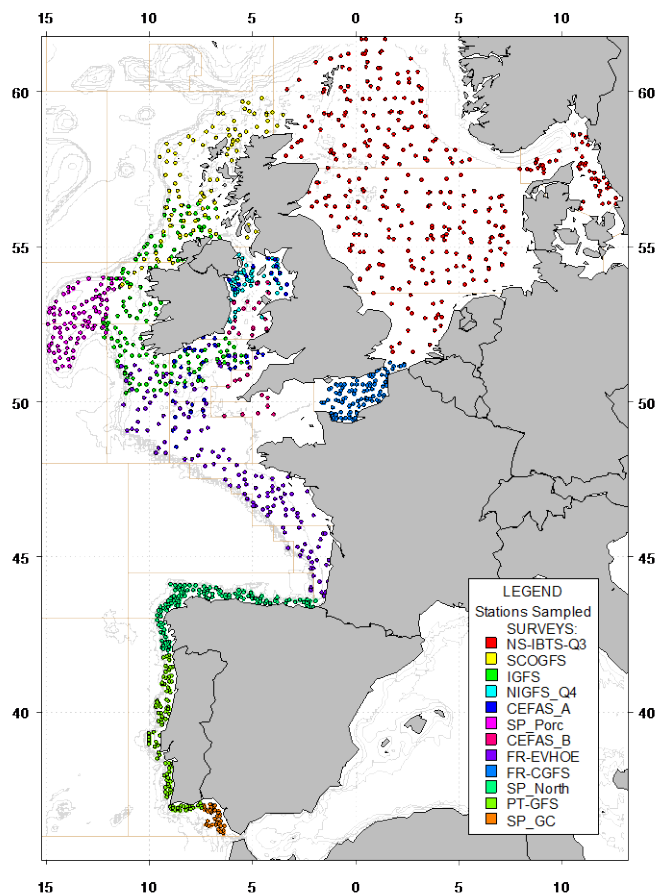 15 10 5 0 5 10
60 60
55 55
50 50
45 45
40 40
LEGEND
Stations Sampled
SURVEYS:
NS-IBTS-Q3
SCOGFS
IGFS
NIGFS_Q4
CEFAS_A
SP_Porc
CEFAS_B
FR-EVHOE
FR-CGFS
SP_North
PT-GFS
SP_GC
15 10 5 0 5 10